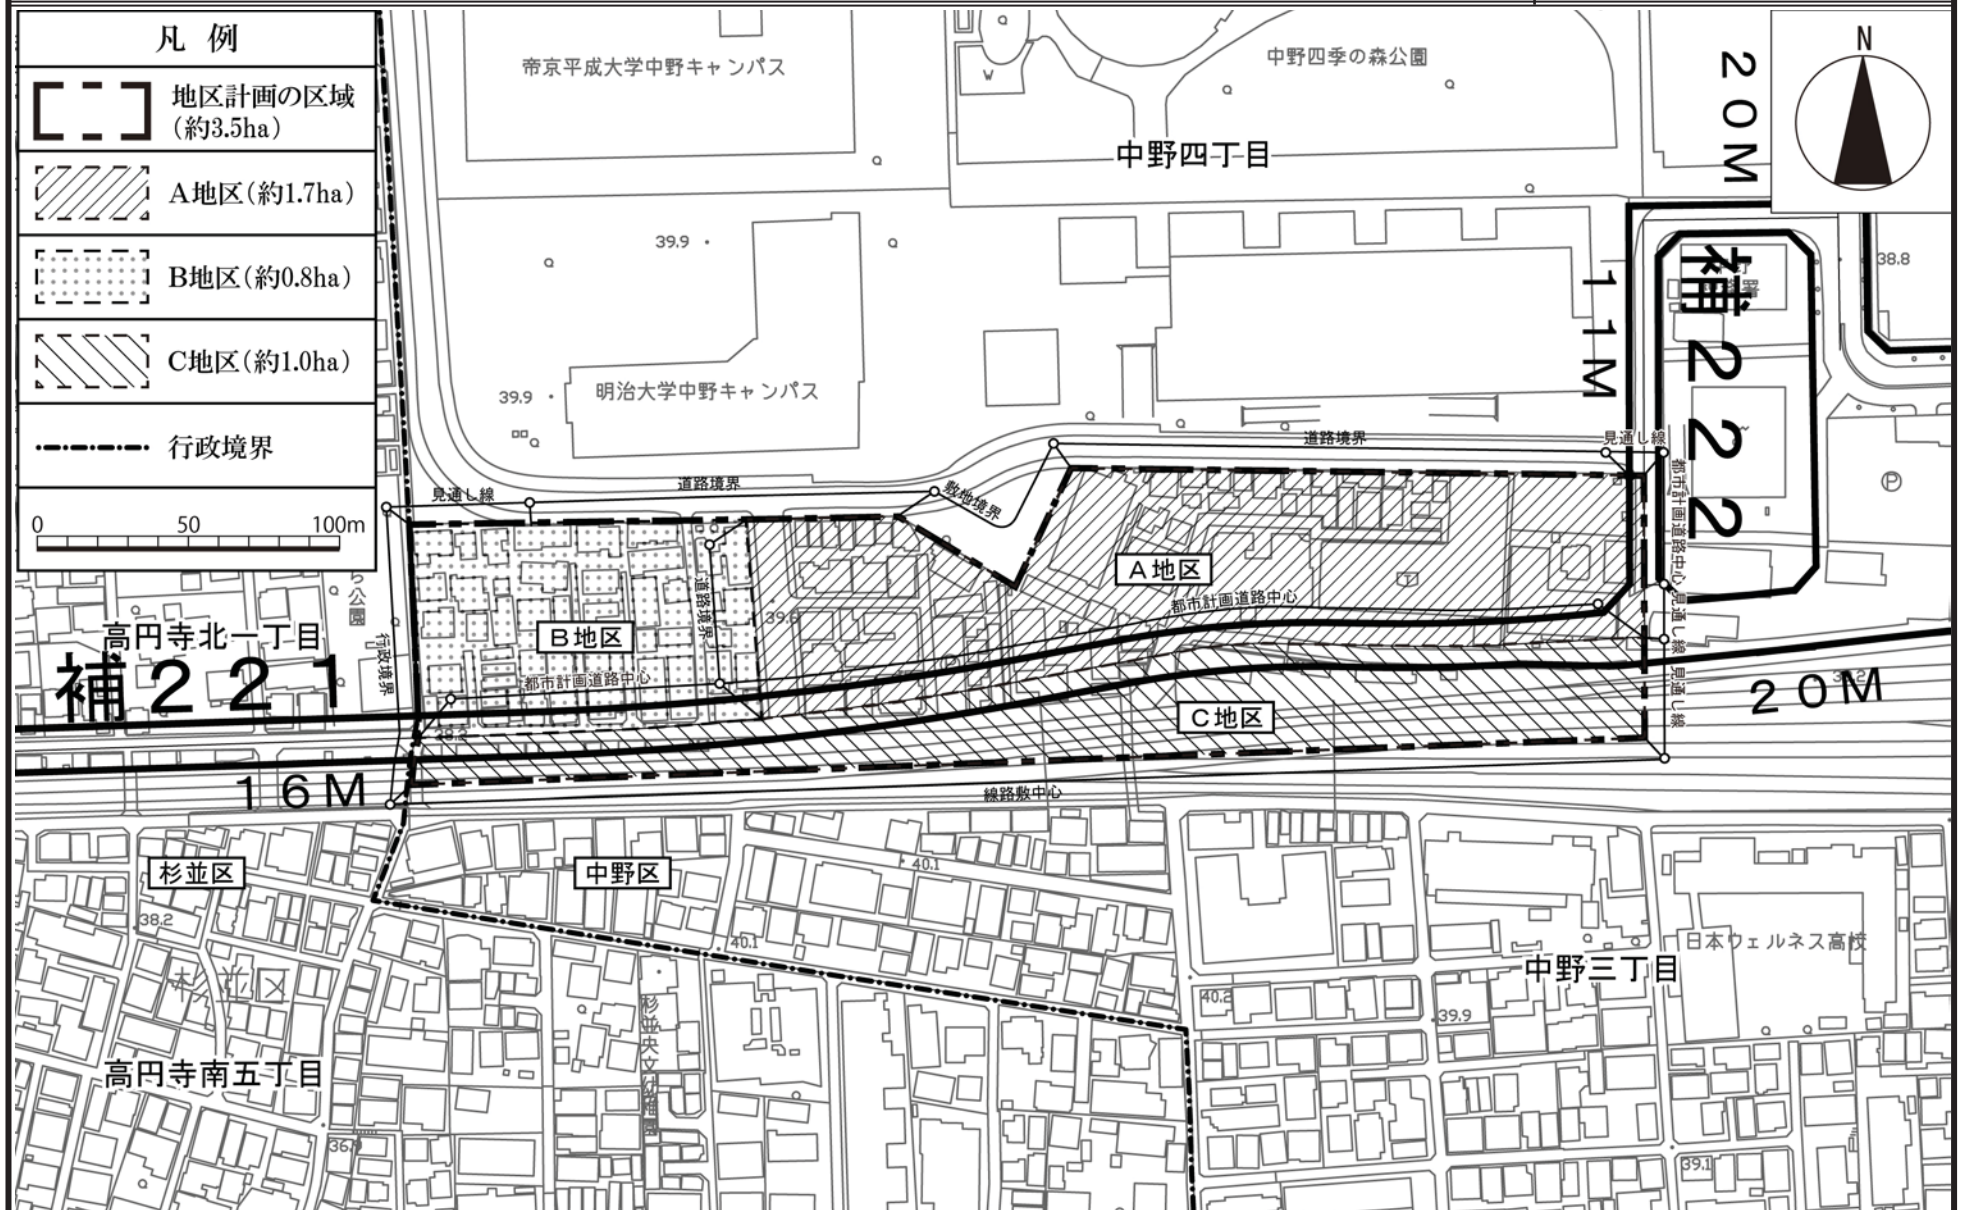 凡 例
地区計画の区域
(約3.5ha)
A地区(約1.7ha)
B地区(約0.8ha)
C地区(約1.0ha)
行政境界
0 50 100m
N
帝京平成大学中野キャンパス
中野四季の森公園
W
20M
中野四丁目
39.9
38.8
11M
補222
39.9
明治大学中野キャンパス
道路境界
見通し線
見通し線
道路境界
敷地境界
都市計画道路中心
P
A地区
都市計画道路中心
見通し線
公園
道路境界
B地区
高円寺北一丁目
行政境界
補221
都市計画道路中心
見通し線
C地区
20M
38.2
16M
線路敷中心
杉並区
中野区
40.1
38.2
40.1
日本ウェルネス高校
中野三丁目
杉並区
40.2
39.9
高円寺南五丁目
36.9
39.1